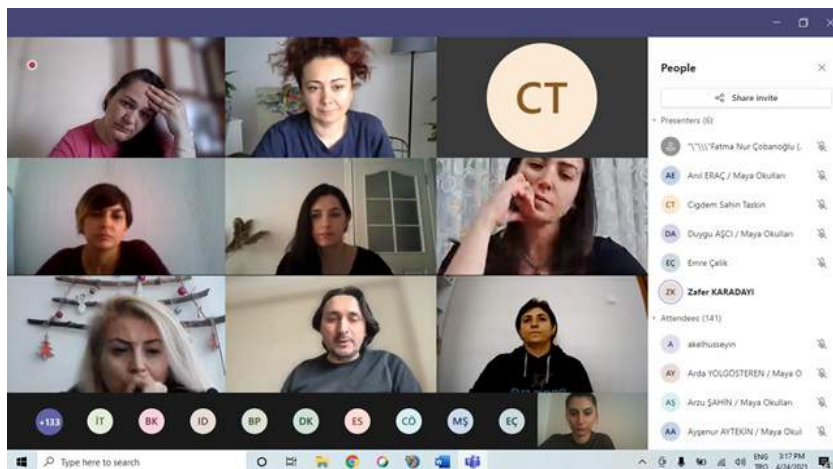 CT
People
Share invite
Presenters (6)
"\"\\\"Fatma Nur Çobanoğlu (.
AE Anıl ERAÇ / Maya Okulları
CT Cigdem Sahin Taskin
DA Duygu AŞCI / Maya Okulları
EÇ Emre Çelik
ZK Zafer KARADAYI
Attendees (141)
A akelhusseyin
AY Arda YOLGÖSTEREN / Maya O
AŞ Arzu ŞAHİN / Maya Okulları
AA Ayşenur AYTEKİN / Maya Okul
+133 İT BK ID BP DK ES CÖ MŞ EÇ
Type here to search
ENG 3:17 PM
TRQ 4/24/2021